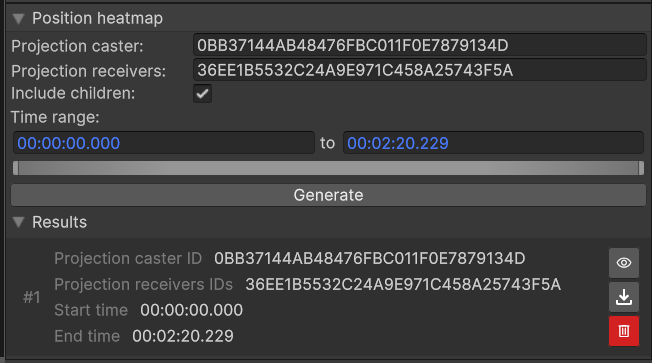 Position heatmap
Projection caster: 0BB37144AB48476FBC011F0E7879134D
Projection receivers: 36EE1B5532C24A9E971C458A25743F5A
Include children:
Time range:
00:00:00.000 to 00:02:20.229
Generate
Results
Projection caster ID 0BB37144AB48476FBC011F0E7879134D
#1
Projection receivers IDs 36EE1B5532C24A9E971C458A25743F5A
Start time 00:00:00.000
End time 00:02:20.229